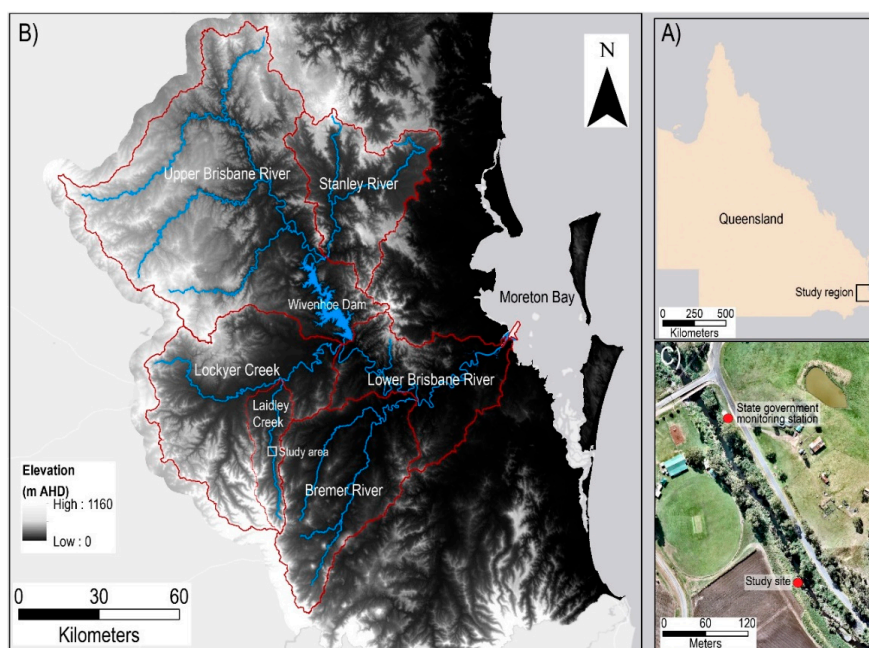 B)
N
Upper Brisbane River
Stanley River
Wivenhoe Dam
Moreton Bay
Lockyer Creek
Lower Brisbane River
Laidley
Creek
Study area
Bremer River
Elevation
(m AHD)
High : 1160
Low : 0
0 30 60
Kilometers
A)
Queensland
Study region
0 250 500
Kilometers
C)
State government
monitoring station
Study site
0 60 120
Meters